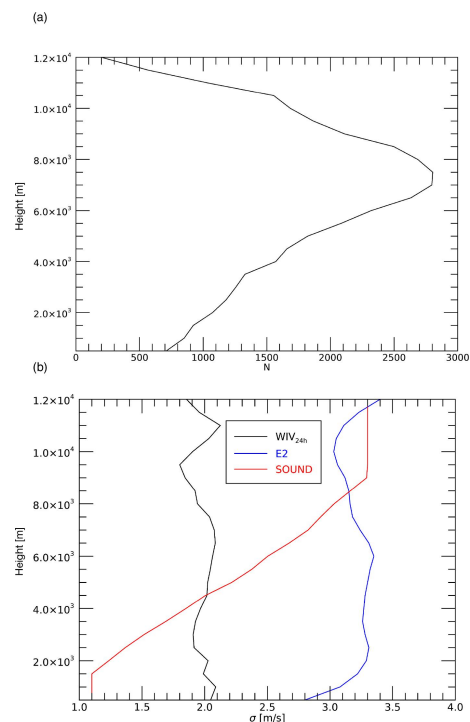 (a)
1.2×10⁴
1.0×10⁴
8.0×10³
6.0×10³
4.0×10³
2.0×10³
Height [m]
0 500 1000 1500 2000 2500 3000
N
(b)
1.2×10⁴
1.0×10⁴
8.0×10³
6.0×10³
4.0×10³
2.0×10³
Height [m]
WIV₂₄ₕ
E2
SOUND
1.0 1.5 2.0 2.5 3.0 3.5 4.0
σ [m/s]